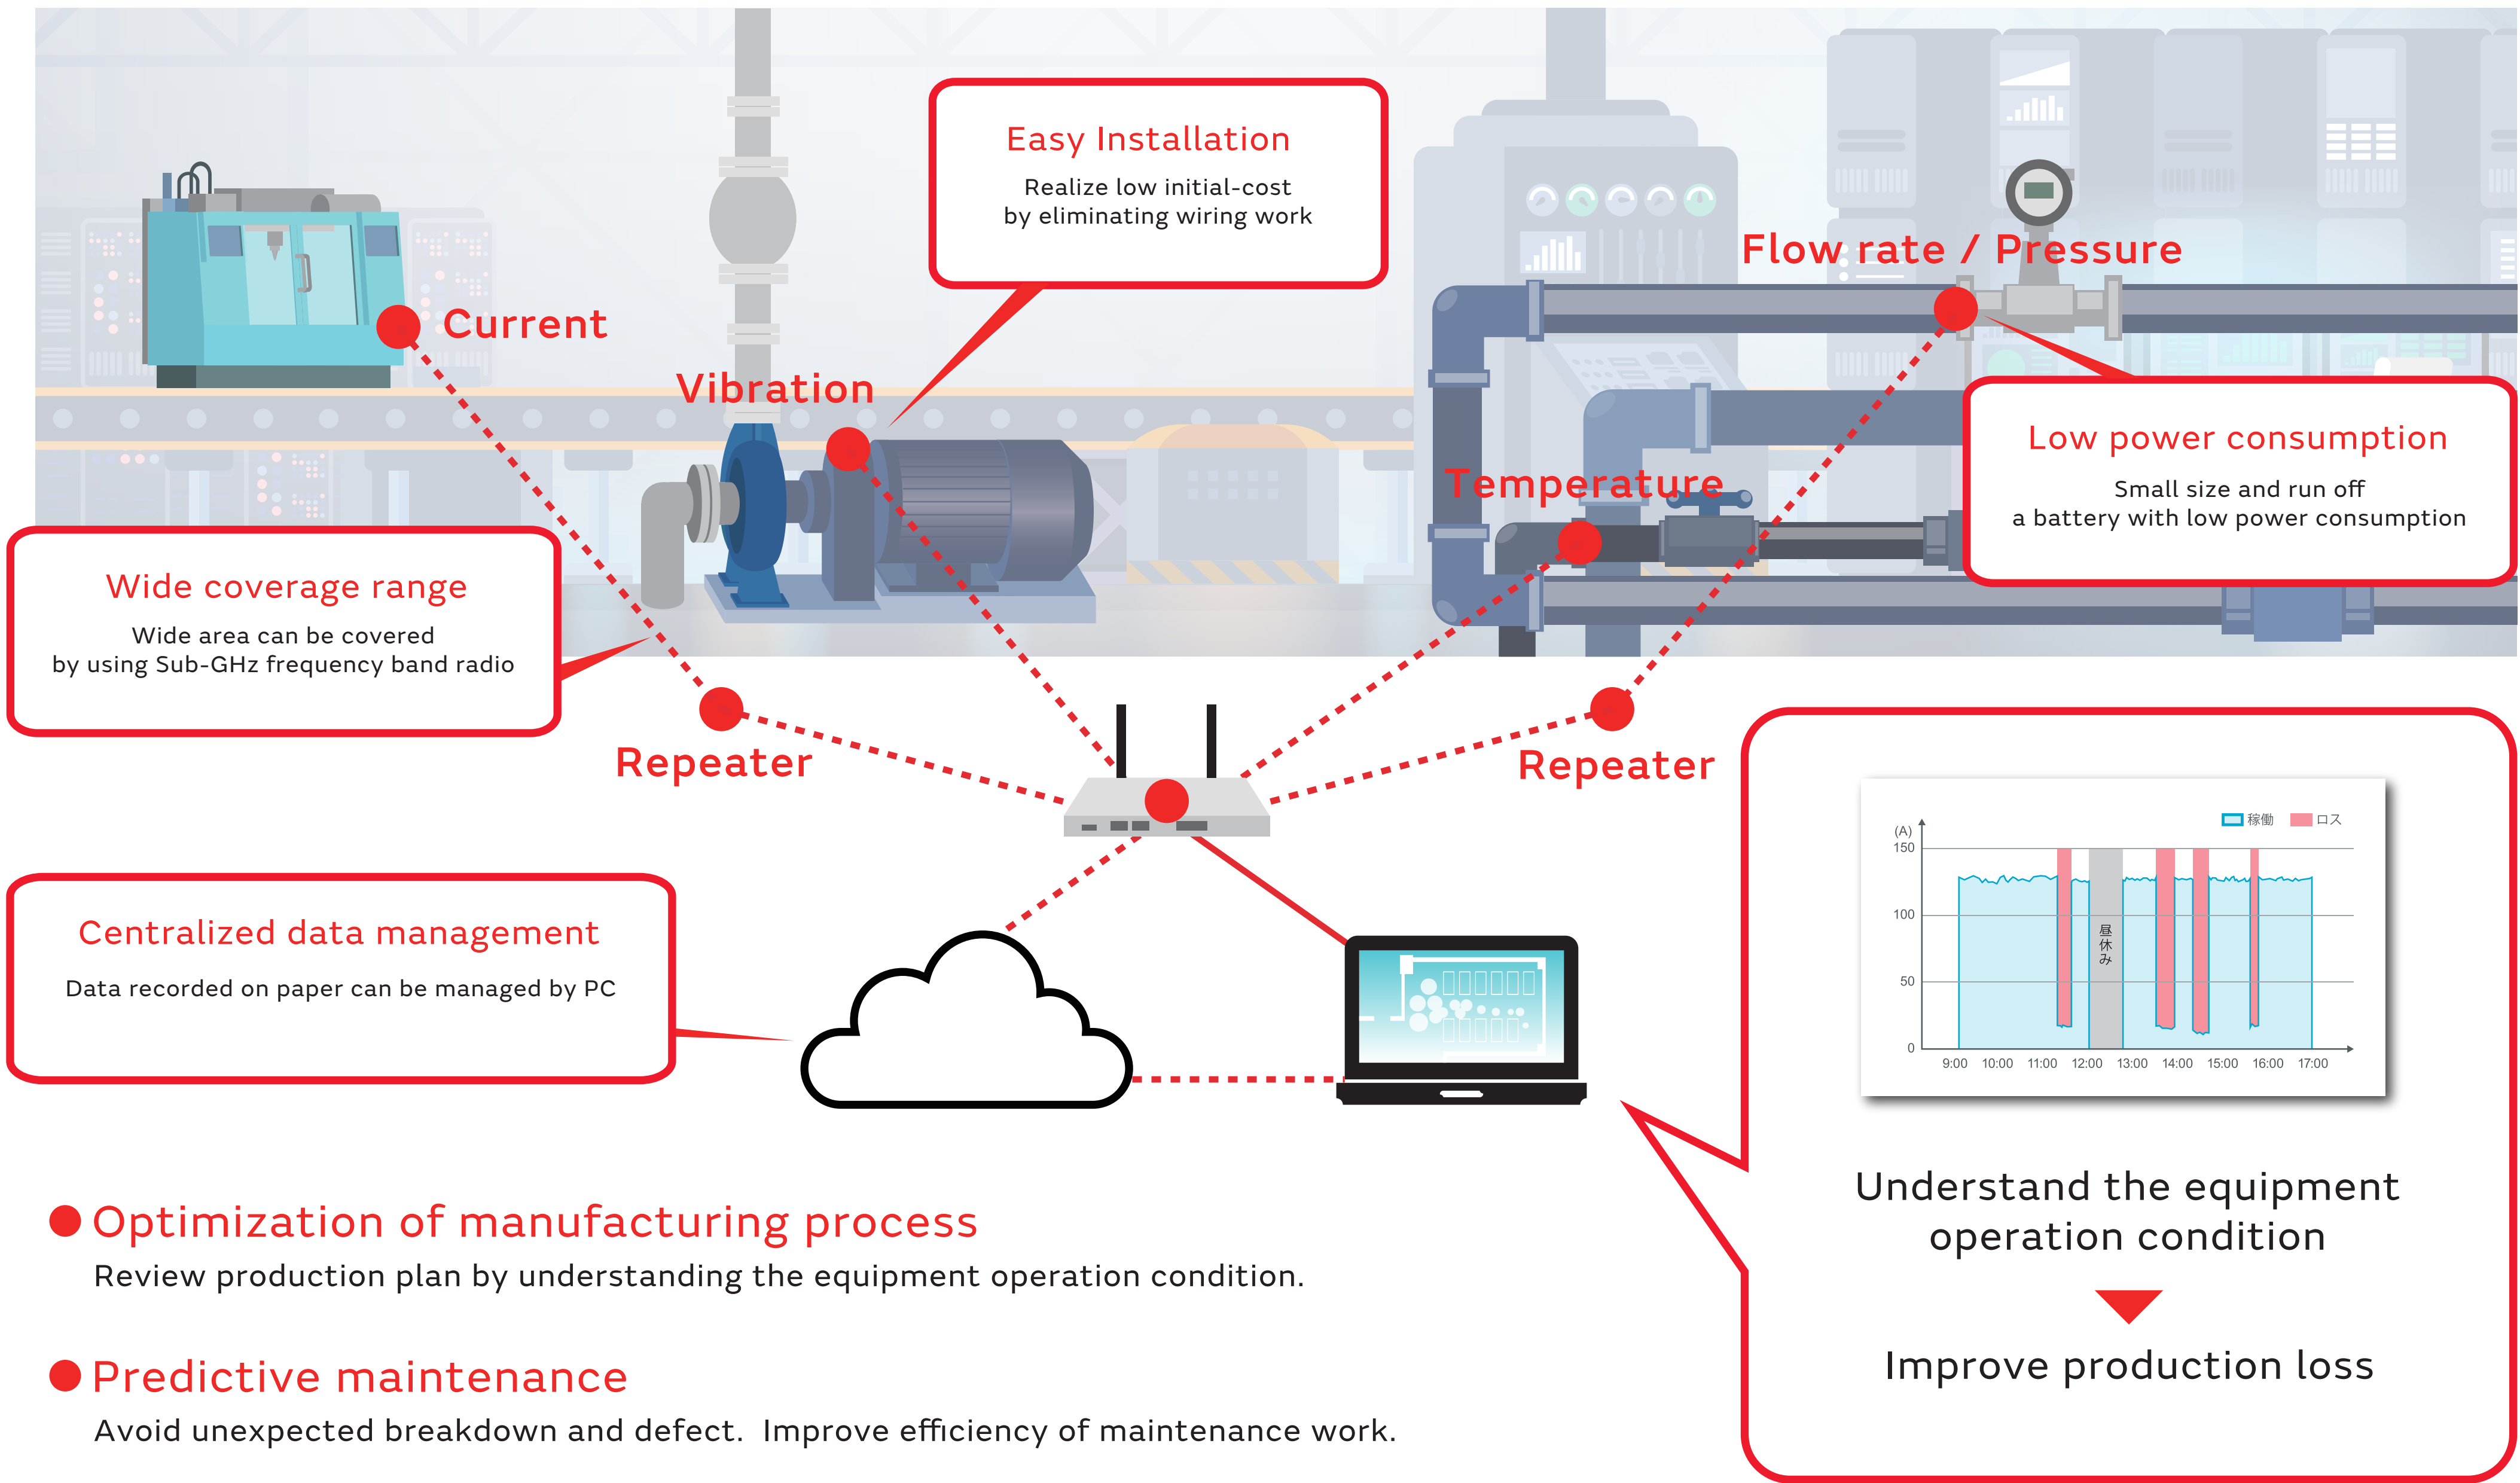 Easy Installation
Realize low initial-cost
by eliminating wiring work
Flow rate / Pressure
Current
Vibration
Low power consumption
Small size and run off
a battery with low power consumption
Temperature
Wide coverage range
Wide area can be covered
by using Sub-GHz frequency band radio
Repeater
Repeater
Centralized data management
Data recorded on paper can be managed by PC
稼働 ロス
(A)
150
100
50
0
昼休み
9:00 10:00 11:00 12:00 13:00 14:00 15:00 16:00 17:00
Understand the equipment
operation condition
Improve production loss
Optimization of manufacturing process
Review production plan by understanding the equipment operation condition.
Predictive maintenance
Avoid unexpected breakdown and defect. Improve efficiency of maintenance work.